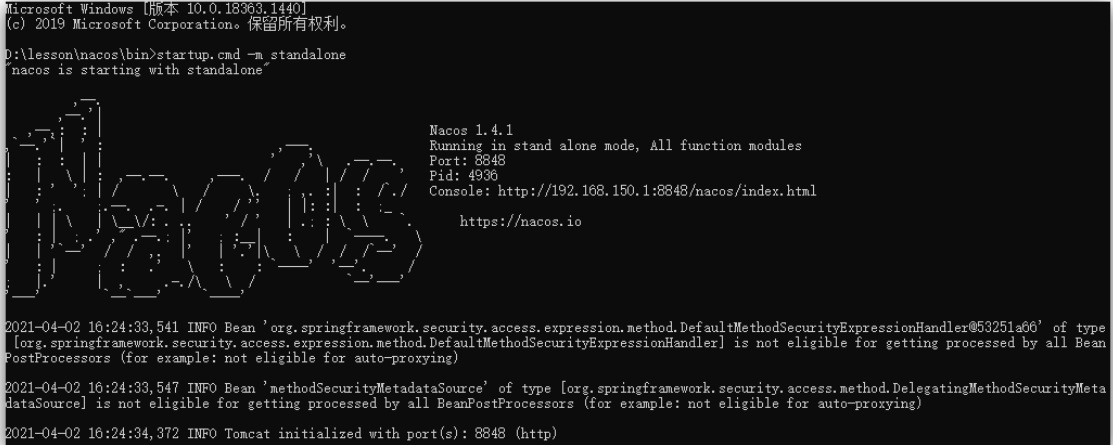 Microsoft Windows [版本 10.0.18363.1440]
(c) 2019 Microsoft Corporation。保留所有权利。
D:\lesson\nacos\bin>startup.cmd -m standalone
"nacos is starting with standalone"
Nacos 1.4.1
Running in stand alone mode, All function modules
Port: 8848
Pid: 4936
Console: http://192.168.150.1:8848/nacos/index.html
https://nacos.io
2021-04-02 16:24:33,541 INFO Bean 'org.springframework.security.access.expression.method.DefaultMethodSecurityExpressionHandler@53251a66' of type
[org.springframework.security.access.expression.method.DefaultMethodSecurityExpressionHandler] is not eligible for getting processed by all Bean
PostProcessors (for example: not eligible for auto-proxying)
2021-04-02 16:24:33,547 INFO Bean 'methodSecurityMetadataSource' of type [org.springframework.security.access.method.DelegatingMethodSecurityMeta
dataSource] is not eligible for getting processed by all BeanPostProcessors (for example: not eligible for auto-proxying)
2021-04-02 16:24:34,372 INFO Tomcat initialized with port(s): 8848 (http)